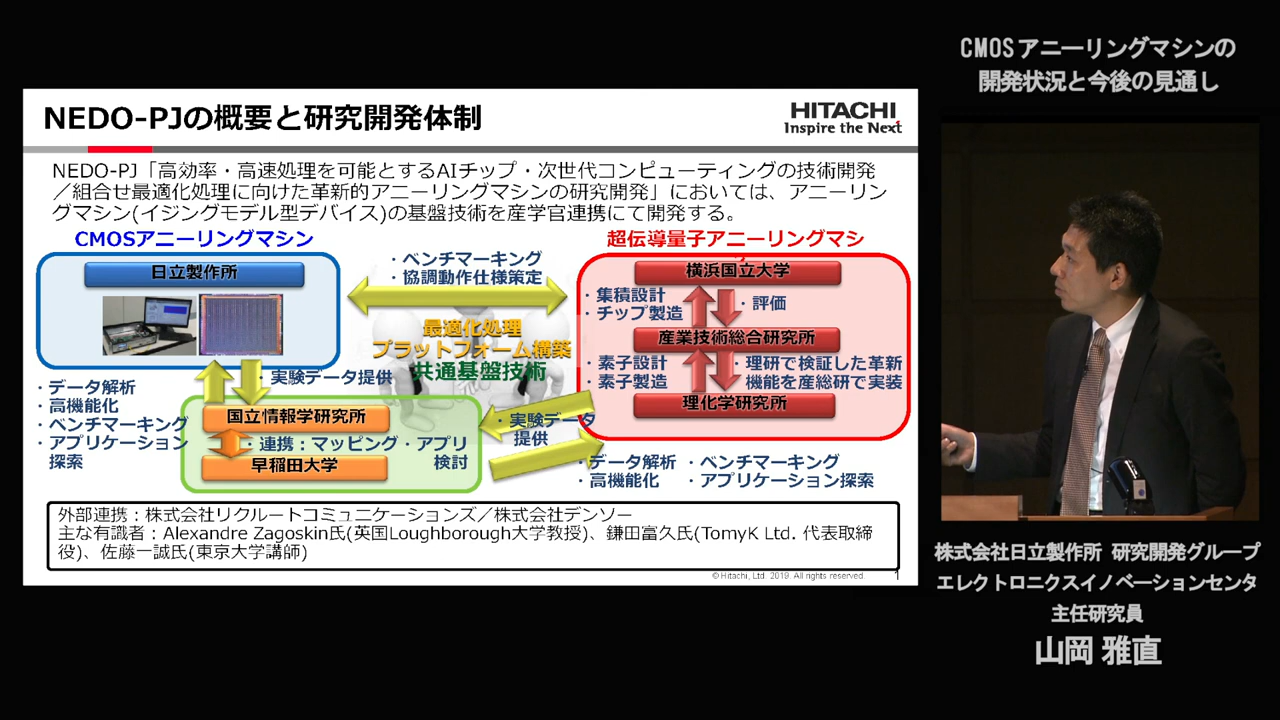 CMOSアニーリングマシンの
開発状況と今後の見通し
NEDO-PJの概要と研究開発体制
HITACHI
Inspire the Next
NEDO-PJ「高効率・高速処理を可能とするAIチップ・次世代コンピューティングの技術開発
／組合せ最適化処理に向けた革新的アニーリングマシンの研究開発」においては、アニーリン
グマシン(イジングモデル型デバイス)の基盤技術を産学官連携にて開発する。
CMOSアニーリングマシン
日立製作所
・ベンチマーキング
・協調動作仕様策定
最適化処理
プラットフォーム構築
共通基盤技術
超伝導量子アニーリングマシ
横浜国立大学
・集積設計
・チップ製造
・評価
産業技術総合研究所
・素子設計
・素子製造
・理研で検証した革新
機能を産総研で実装
理化学研究所
・実験データ提供
・データ解析
・高機能化
・ベンチマーキング
・アプリケーション
探索
国立情報学研究所
・連携：マッピング・アプリ
検討
早稲田大学
・実験データ
提供
・データ解析 ・ベンチマーキング
・高機能化 ・アプリケーション探索
外部連携：株式会社リクルートコミュニケーションズ／株式会社デンソー
主な有識者：Alexandre Zagoskin氏(英国Loughborough大学教授)、鎌田富久氏(TomyK Ltd. 代表取締
役)、佐藤一誠氏(東京大学講師)
© Hitachi, Ltd. 2019. All rights reserved.
1
株式会社日立製作所 研究開発グループ
エレクトロニクスイノベーションセンタ
主任研究員
山岡 雅直